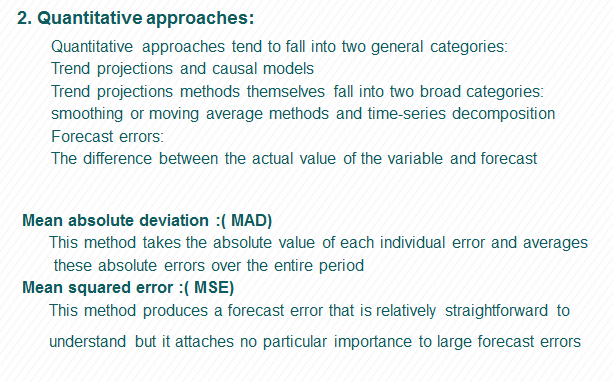 2. Quantitative approaches:
Quantitative approaches tend to fall into two general categories:
Trend projections and causal models
Trend projections methods themselves fall into two broad categories:
smoothing or moving average methods and time-series decomposition
Forecast errors:
The difference between the actual value of the variable and forecast
Mean absolute deviation :( MAD)
This method takes the absolute value of each individual error and averages
these absolute errors over the entire period
Mean squared error :( MSE)
This method produces a forecast error that is relatively straightforward to
understand but it attaches no particular importance to large forecast errors